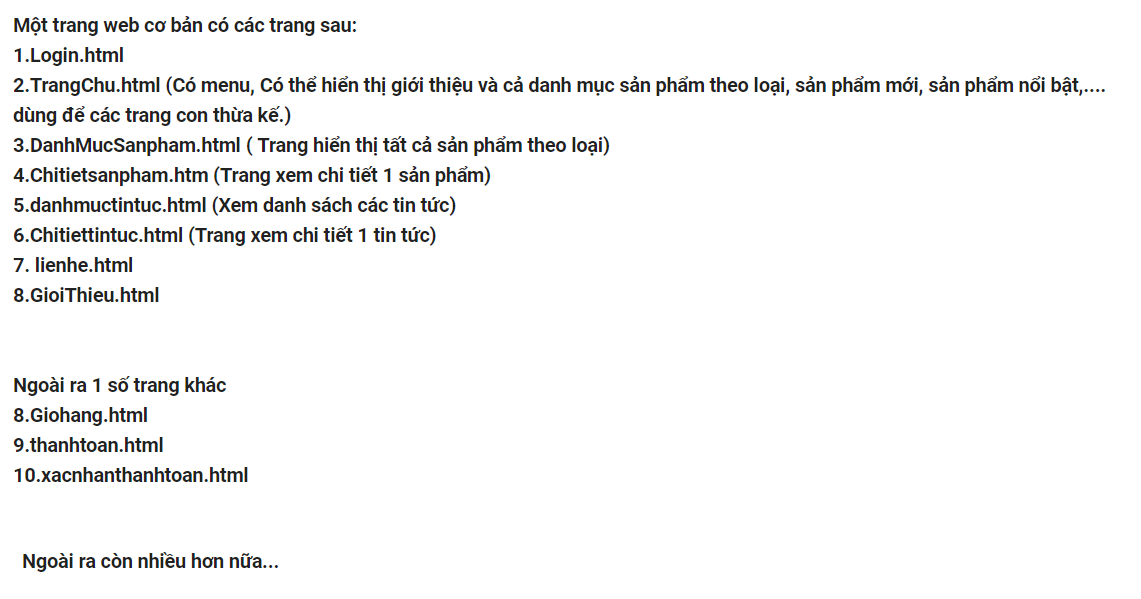 Một trang web cơ bản có các trang sau:
1.Login.html
2.TrangChu.html (Có menu, Có thể hiển thị giới thiệu và cả danh mục sản phẩm theo loại, sản phẩm mới, sản phẩm nổi bật,....
dùng để các trang con thừa kế.)
3.DanhMucSanpham.html ( Trang hiển thị tất cả sản phẩm theo loại)
4.Chitietsanpham.htm (Trang xem chi tiết 1 sản phẩm)
5.danhmuctintuc.html (Xem danh sách các tin tức)
6.Chitiettintuc.html (Trang xem chi tiết 1 tin tức)
7. lienhe.html
8.GioiThieu.html
Ngoài ra 1 số trang khác
8.Giohang.html
9.thanhtoan.html
10.xacnhanthanhtoan.html
Ngoài ra còn nhiều hơn nữa...